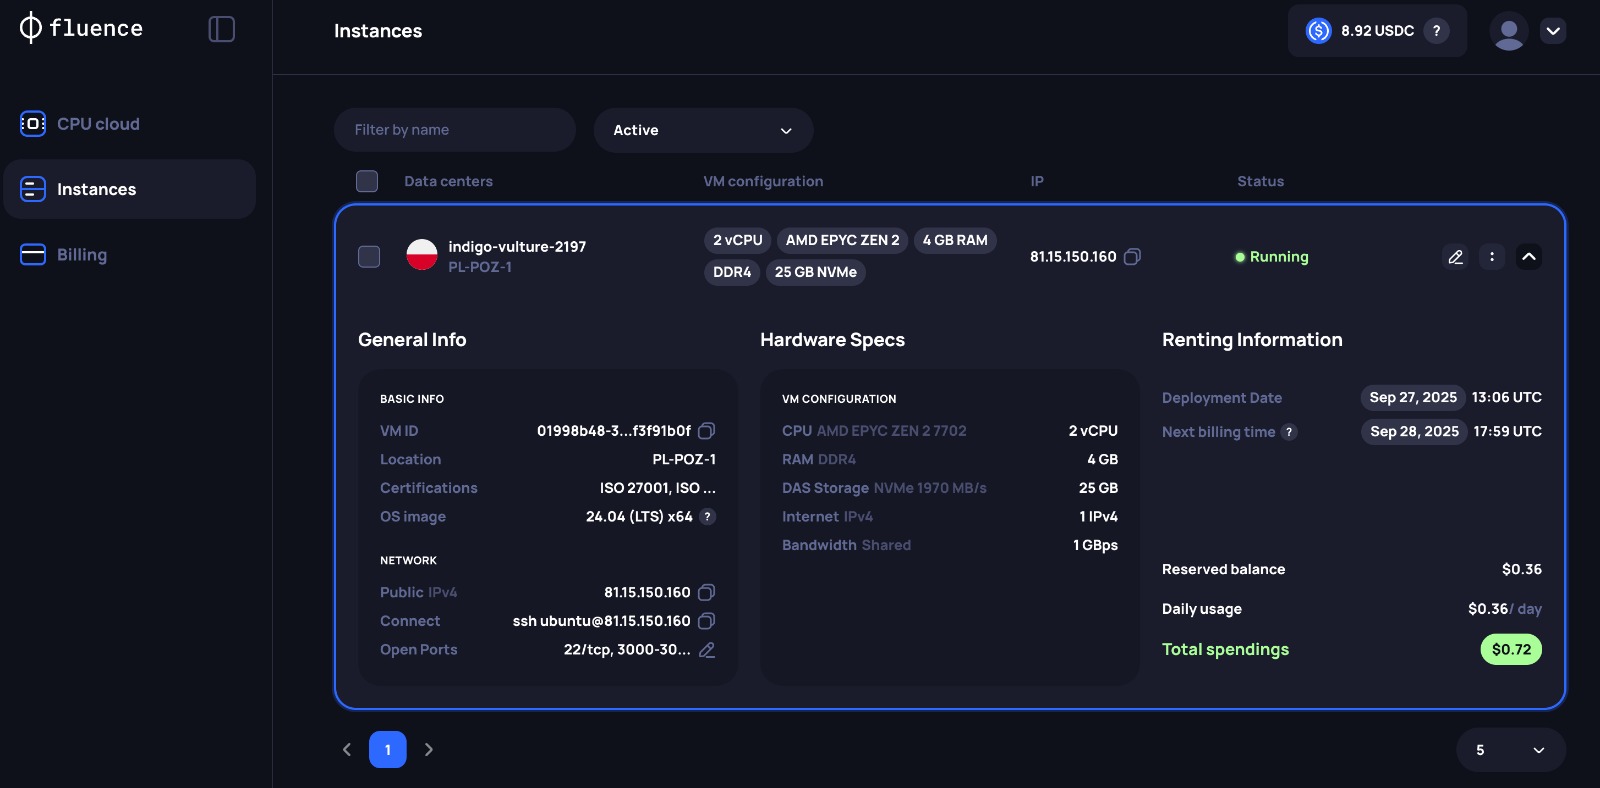 fluence
Instances
8.92 USDC ?
CPU cloud
Instances
Billing
Filter by name
Active
Data centers VM configuration IP Status
indigo-vulture-2197
PL-POZ-1
2 vCPU AMD EPYC ZEN 2 4 GB RAM
DDR4 25 GB NVMe
81.15.150.160
Running
General Info
BASIC INFO
VM ID 01998b48-3...f3f91b0f
Location PL-POZ-1
Certifications ISO 27001, ISO ...
OS image 24.04 (LTS) x64 ?
NETWORK
Public IPv4 81.15.150.160
Connect ssh ubuntu@81.15.150.160
Open Ports 22/tcp, 3000-30...
Hardware Specs
VM CONFIGURATION
CPU AMD EPYC ZEN 2 7702 2 vCPU
RAM DDR4 4 GB
DAS Storage NVMe 1970 MB/s 25 GB
Internet IPv4 1 IPv4
Bandwidth Shared 1 GBps
Renting Information
Deployment Date Sep 27, 2025 13:06 UTC
Next billing time ? Sep 28, 2025 17:59 UTC
Reserved balance $0.36
Daily usage $0.36/ day
Total spendings $0.72
1
5